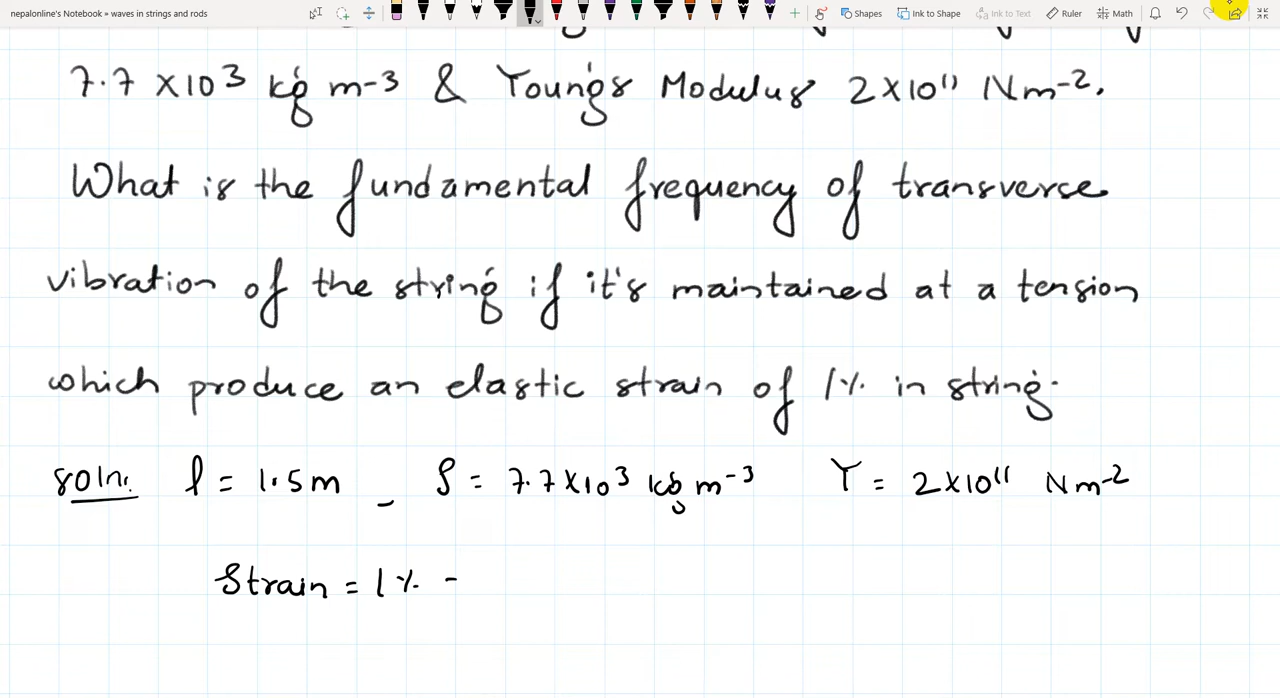 nepalonline's Notebook » waves in strings and rods
Shapes Ink to Shape Ink to Text Ruler Math
7.7 ×10³ kg m-3 & Young's Modulus 2×10¹¹ Nm-².
What is the fundamental frequency of transverse
vibration of the string if it's maintained at a tension
which produce an elastic strain of 1% in string.
soln. l = 1.5m ρ = 7.7×10³ kg m-³ Y = 2×10¹¹ Nm-²
Strain = 1% -